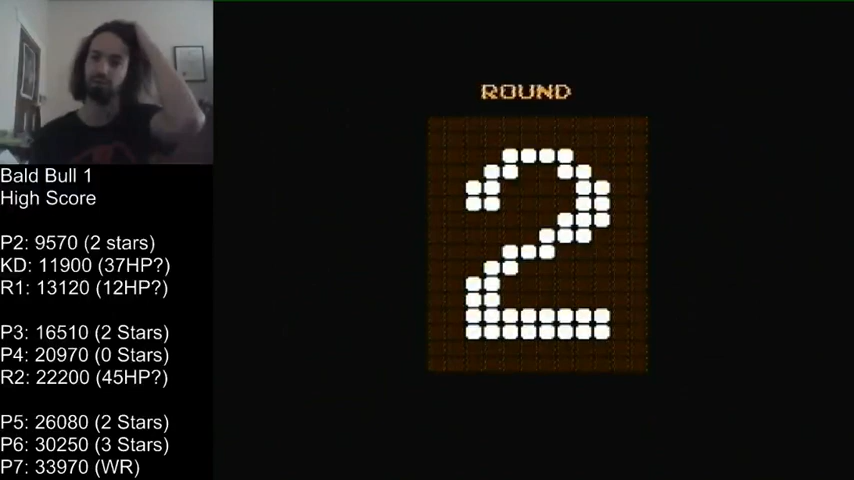 Bald Bull 1
High Score
P2: 9570 (2 stars)
KD: 11900 (37HP?)
R1: 13120 (12HP?)
P3: 16510 (2 Stars)
P4: 20970 (0 Stars)
R2: 22200 (45HP?)
P5: 26080 (2 Stars)
P6: 30250 (3 Stars)
P7: 33970 (WR)
ROUND
2